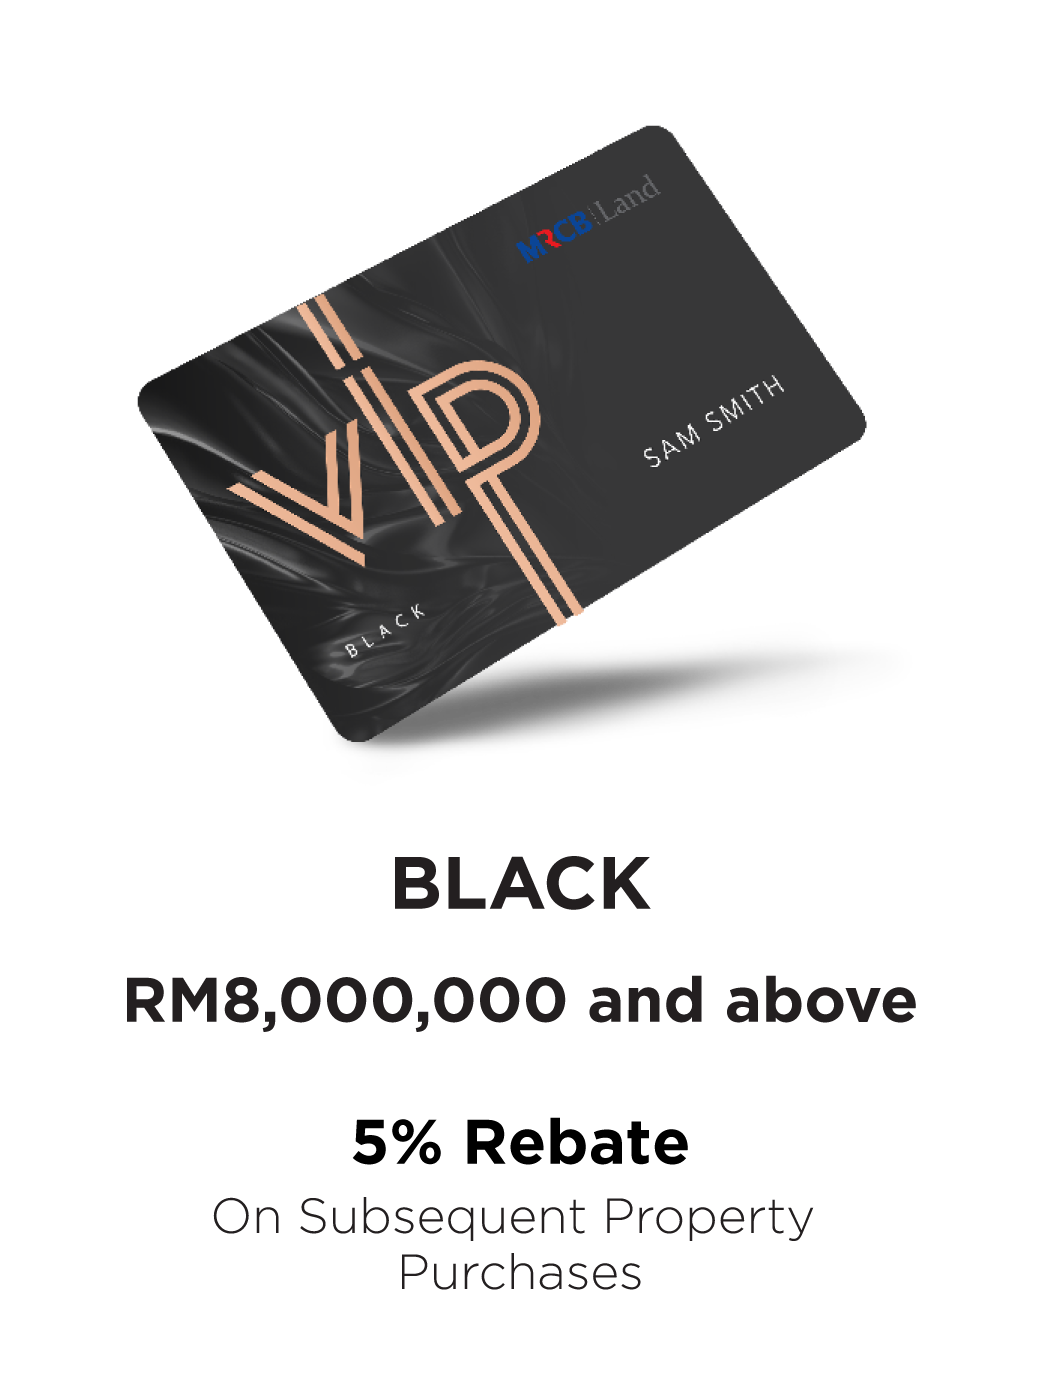 MRCB Land
VIP
SAM SMITH
BLACK
BLACK
RM8,000,000 and above
5% Rebate
On Subsequent Property
Purchases